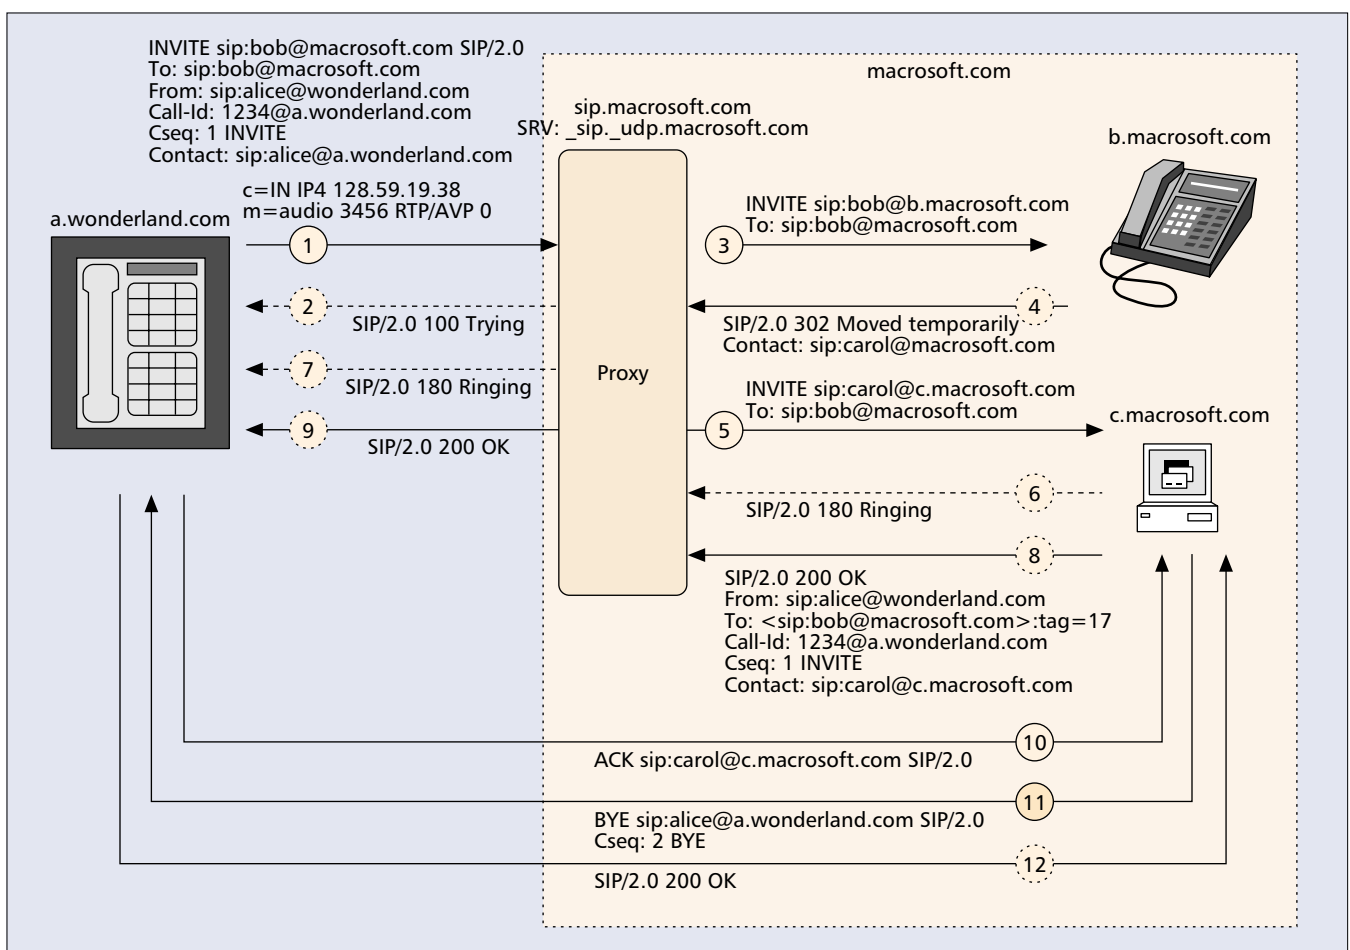 INVITE sip:bob@macrosoft.com SIP/2.0
To: sip:bob@macrosoft.com
From: sip:alice@wonderland.com
Call-Id: 1234@a.wonderland.com
Cseq: 1 INVITE
Contact: sip:alice@a.wonderland.com
c=IN IP4 128.59.19.38
m=audio 3456 RTP/AVP 0
a.wonderland.com
1
2
SIP/2.0 100 Trying
7
SIP/2.0 180 Ringing
9
SIP/2.0 200 OK
macrosoft.com
sip.macrosoft.com
SRV: _sip._udp.macrosoft.com
Proxy
b.macrosoft.com
INVITE sip:bob@b.macrosoft.com
To: sip:bob@macrosoft.com
3
4
SIP/2.0 302 Moved temporarily
Contact: sip:carol@macrosoft.com
INVITE sip:carol@c.macrosoft.com
To: sip:bob@macrosoft.com
5
c.macrosoft.com
6
SIP/2.0 180 Ringing
8
SIP/2.0 200 OK
From: sip:alice@wonderland.com
To: <sip:bob@macrosoft.com>:tag=17
Call-Id: 1234@a.wonderland.com
Cseq: 1 INVITE
Contact: sip:carol@c.macrosoft.com
10
ACK sip:carol@c.macrosoft.com SIP/2.0
11
BYE sip:alice@a.wonderland.com SIP/2.0
Cseq: 2 BYE
12
SIP/2.0 200 OK